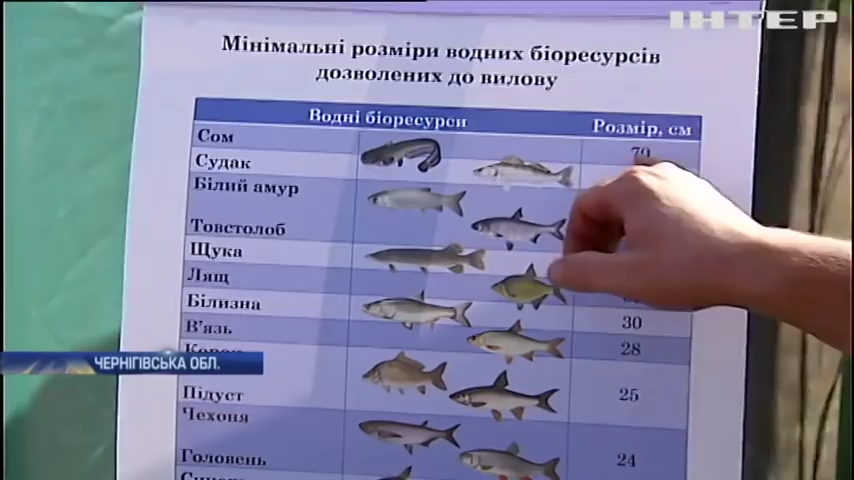 ІНТЕР
Мінімальні розміри водних біоресурсів
дозволених до вилову
Водні біоресурси Розмір, см
Сом 70
Судак
Білий амур
Товстолоб
Щука
Лящ
Білизна 30
В'язь 28
ЧЕРНІГІВСЬКА ОБЛ.
Підуст 25
Чехоня
Головень 24